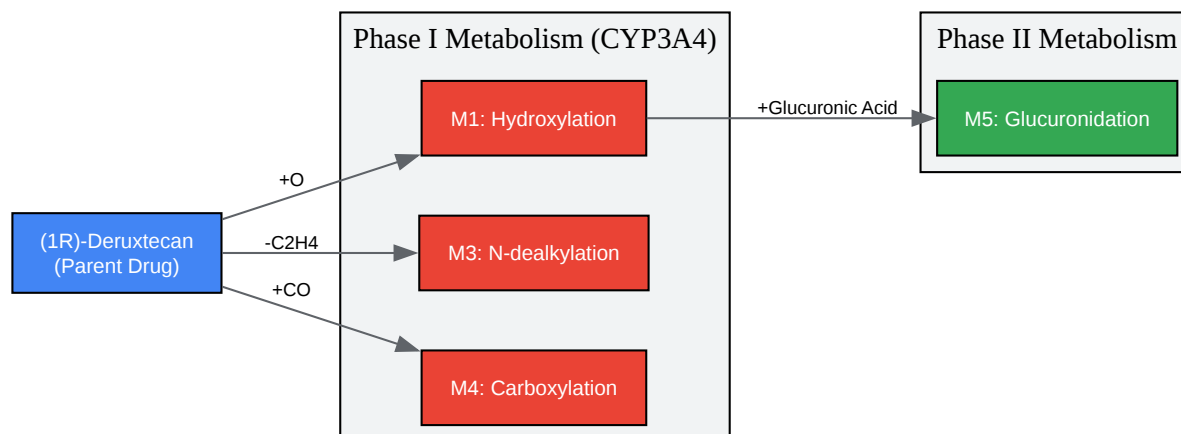 Phase I Metabolism (CYP3A4)
Phase II Metabolism
M1: Hydroxylation
+Glucuronic Acid
M5: Glucuronidation
+O
(1R)-Deruxtecan
(Parent Drug)
-C2H4
M3: N-dealkylation
+CO
M4: Carboxylation